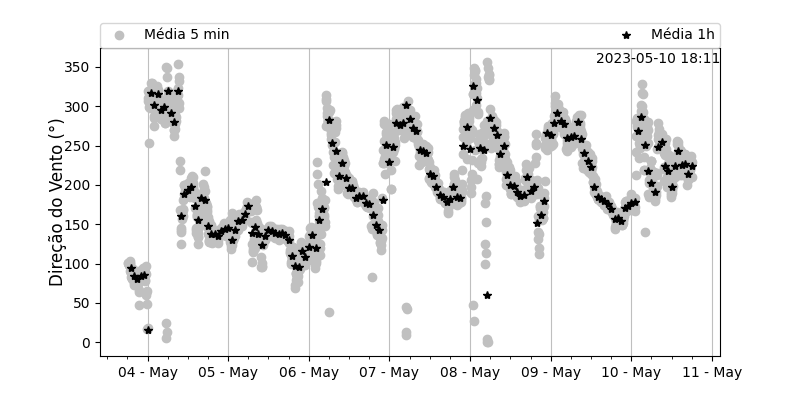 Média 5 min
Média 1h
2023-05-10 18:11
Direção do Vento (°)
350
300
250
200
150
100
50
0
04 - May
05 - May
06 - May
07 - May
08 - May
09 - May
10 - May
11 - May